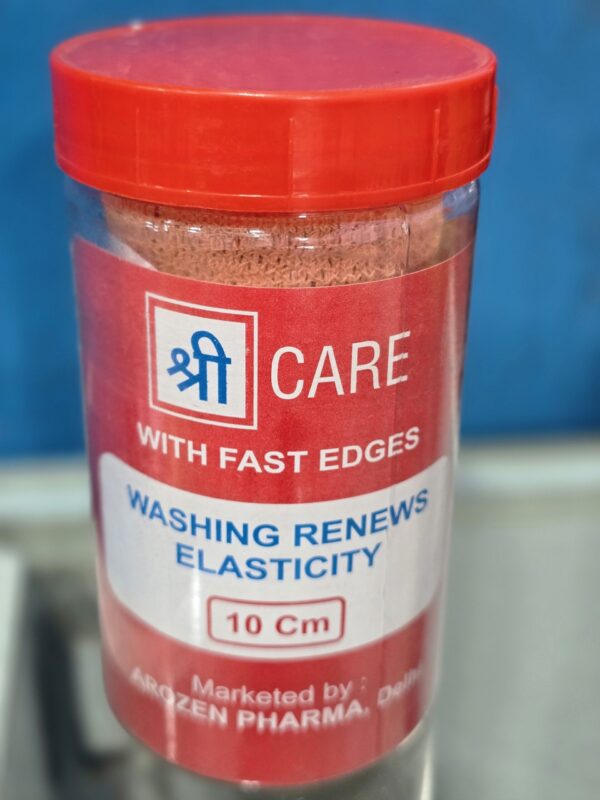 श्री CARE
WITH FAST EDGES
WASHING RENEWS
ELASTICITY
10 Cm
Marketed by :
AROZEN PHARMA, Delhi